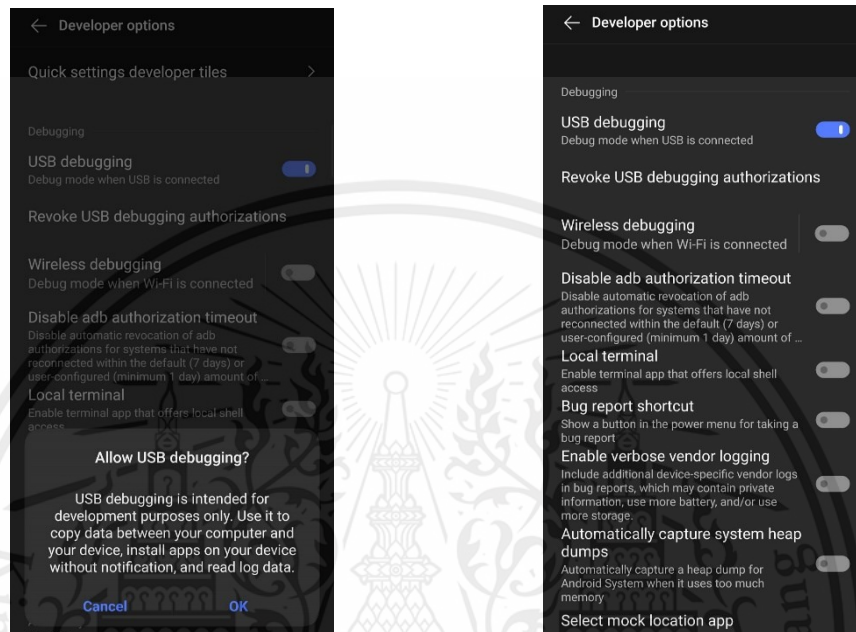 ← Developer options
Quick settings developer tiles >
Debugging
USB debugging
Debug mode when USB is connected
Revoke USB debugging authorizations
Wireless debugging
Debug mode when Wi-Fi is connected
Disable adb authorization timeout
Disable automatic revocation of adb
authorizations for systems that have not
reconnected within the default (7 days) or
user-configured (minimum 1 day) amount of ...
Local terminal
Enable terminal app that offers local shell
access
Allow USB debugging?
USB debugging is intended for
development purposes only. Use it to
copy data between your computer and
your device, install apps on your device
without notification, and read log data.
Cancel OK
← Developer options
Debugging
USB debugging
Debug mode when USB is connected
Revoke USB debugging authorizations
Wireless debugging
Debug mode when Wi-Fi is connected
Disable adb authorization timeout
Disable automatic revocation of adb
authorizations for systems that have not
reconnected within the default (7 days) or
user-configured (minimum 1 day) amount of ...
Local terminal
Enable terminal app that offers local shell
access
Bug report shortcut
Show a button in the power menu for taking a
bug report
Enable verbose vendor logging
Include additional device-specific vendor logs
in bug reports, which may contain private
information, use more battery, and/or use
more storage.
Automatically capture system heap
dumps
Automatically capture a heap dump for
Android System when it uses too much
memory
Select mock location app